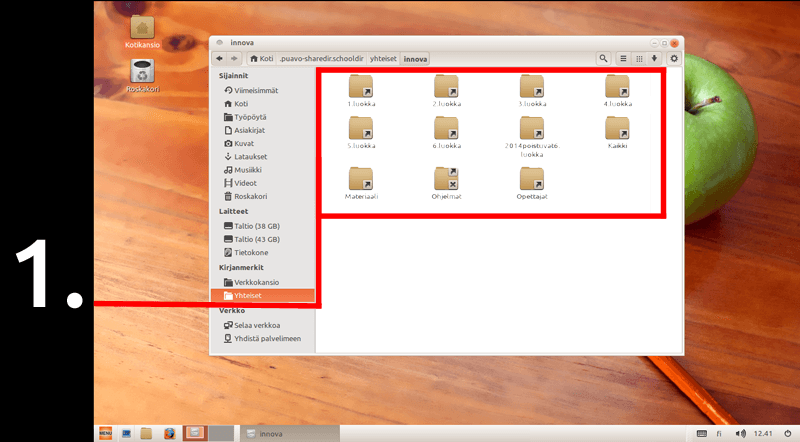 Kotikansio
Roskakori
innova
Koti
.puavo-sharedir.schooldir
yhteiset
innova
Sijainnit
Viimeisimmät
Koti
Työpöytä
Asiakirjat
Kuvat
Lataukset
Musiikki
Videot
Roskakori
Laitteet
Taltio (38 GB)
Taltio (43 GB)
Tietokone
Kirjanmerkit
Verkkokansio
Yhteiset
Verkko
Selaa verkkoa
Yhdistä palvelimeen
1.luokka
2.luokka
3.luokka
4.luokka
5.luokka
6.luokka
luokka
Kaikki
Materiaali
Ohjelmat
Opettajat
1.
MENU
innova
fi
12.41